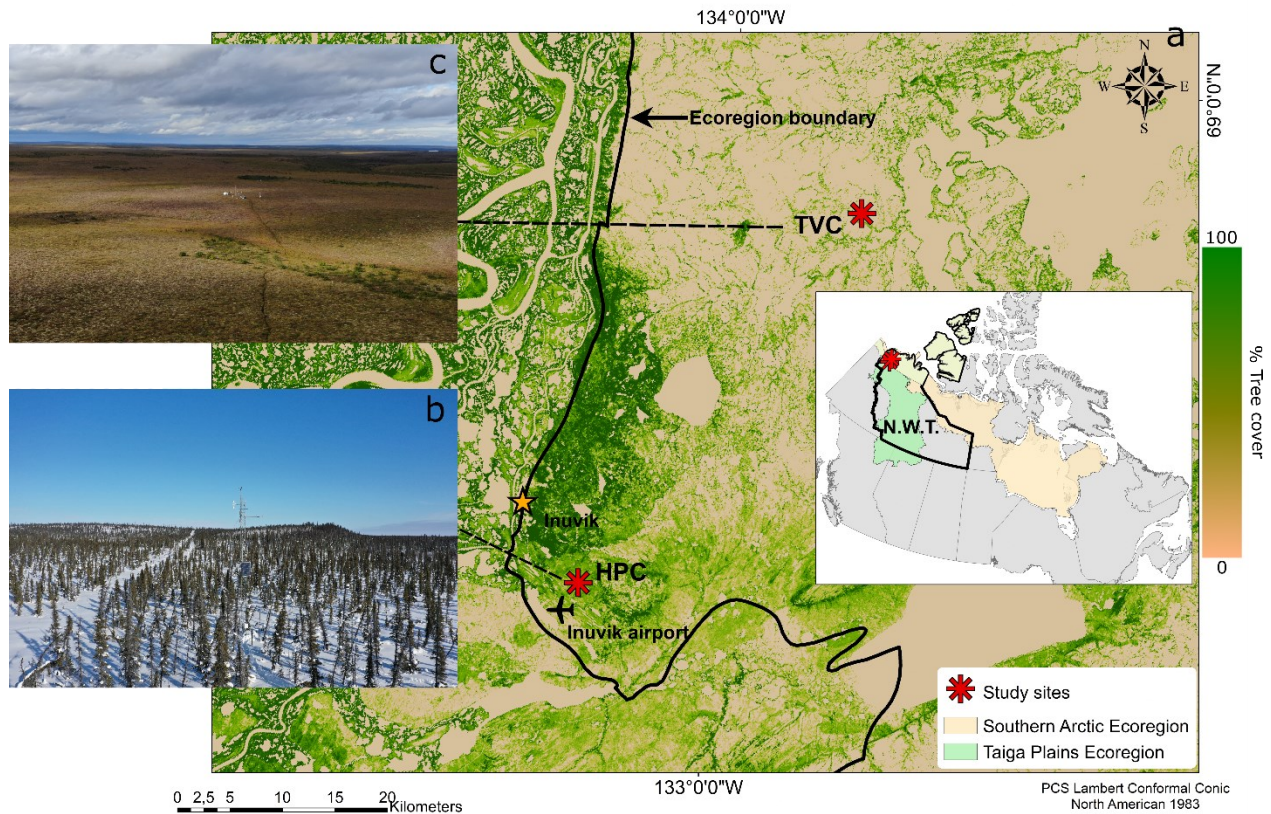 134°0'0"W
a
c
N
W
E
S
69°0'0"N
Ecoregion boundary
TVC
100
% Tree cover
0
N.W.T.
b
Inuvik
HPC
Inuvik airport
Study sites
Southern Arctic Ecoregion
Taiga Plains Ecoregion
133°0'0"W
0 2,5 5 10 15 20
Kilometers
PCS Lambert Conformal Conic
North American 1983